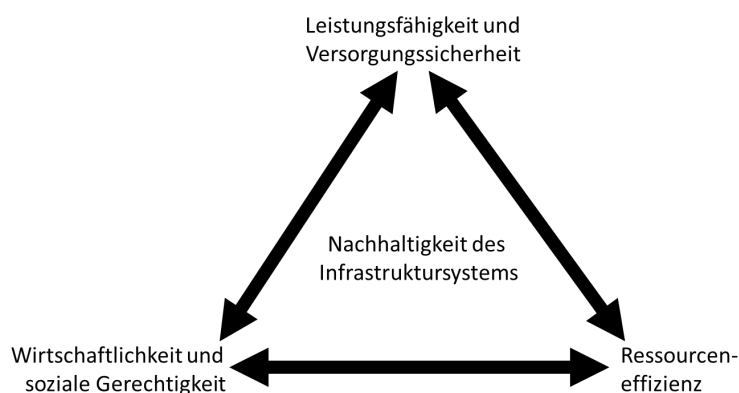 Leistungsfähigkeit und
Versorgungssicherheit
Nachhaltigkeit des
Infrastruktursystems
Wirtschaftlichkeit und
soziale Gerechtigkeit
Ressourcen-
effizienz